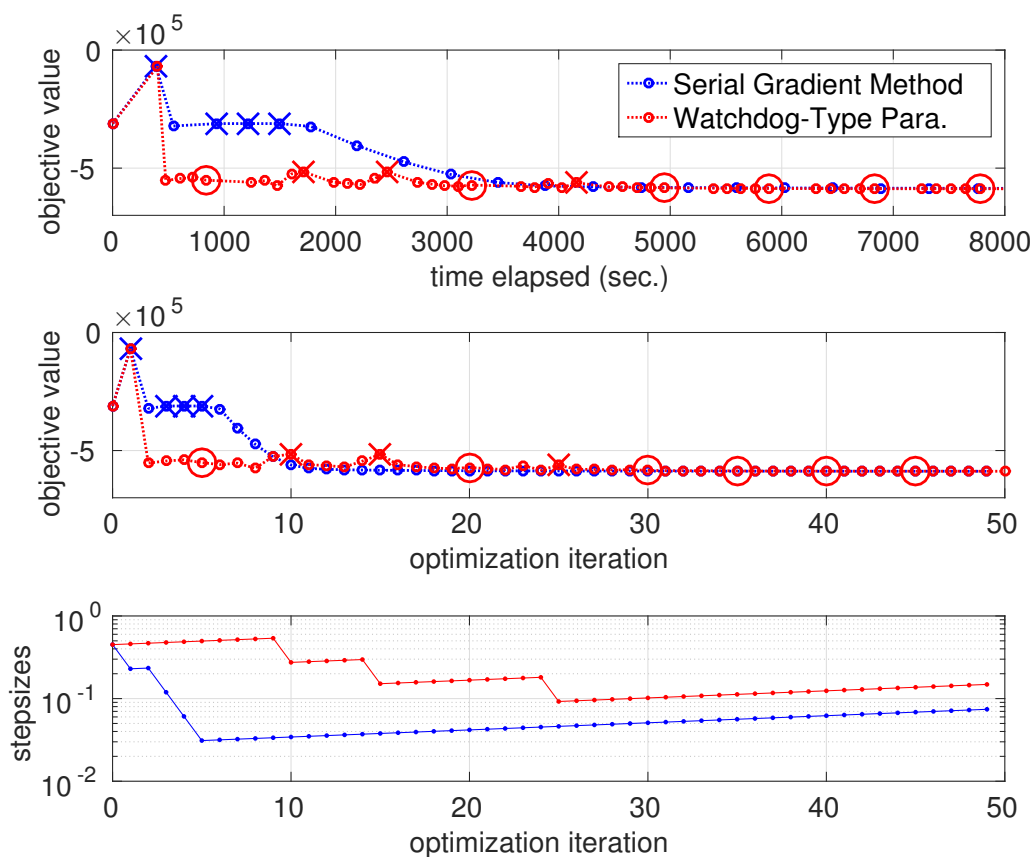 ×10^5
0
-5
objective value
Serial Gradient Method
Watchdog-Type Para.
0 1000 2000 3000 4000 5000 6000 7000 8000
time elapsed (sec.)
×10^5
0
-5
objective value
0 10 20 30 40 50
optimization iteration
10^0
10^-1
10^-2
stepsizes
0 10 20 30 40 50
optimization iteration